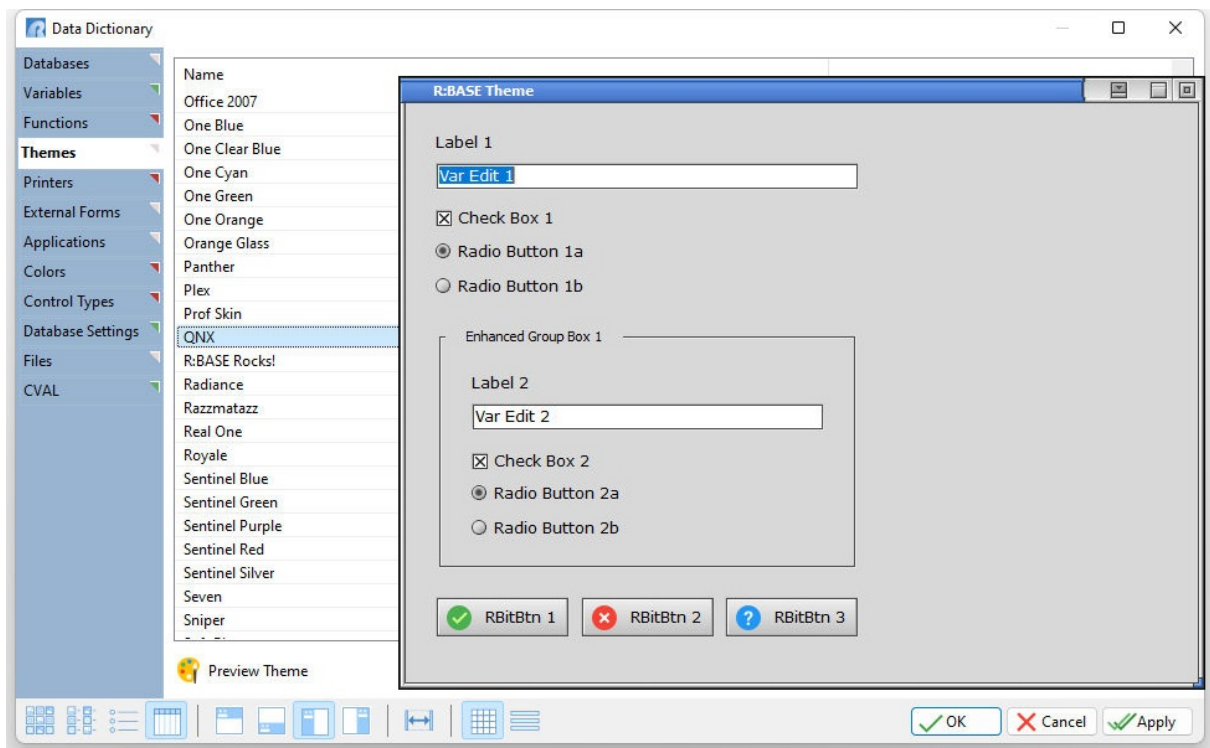 Data Dictionary
Databases
Variables
Functions
Themes
Printers
External Forms
Applications
Colors
Control Types
Database Settings
Files
CVAL
Name
Office 2007
One Blue
One Clear Blue
One Cyan
One Green
One Orange
Orange Glass
Panther
Plex
Prof Skin
QNX
R:BASE Rocks!
Radiance
Razzmatazz
Real One
Royale
Sentinel Blue
Sentinel Green
Sentinel Purple
Sentinel Red
Sentinel Silver
Seven
Sniper
Preview Theme
R:BASE Theme
Label 1
Var Edit 1
Check Box 1
Radio Button 1a
Radio Button 1b
Enhanced Group Box 1
Label 2
Var Edit 2
Check Box 2
Radio Button 2a
Radio Button 2b
RBitBtn 1 RBitBtn 2 RBitBtn 3
OK Cancel Apply